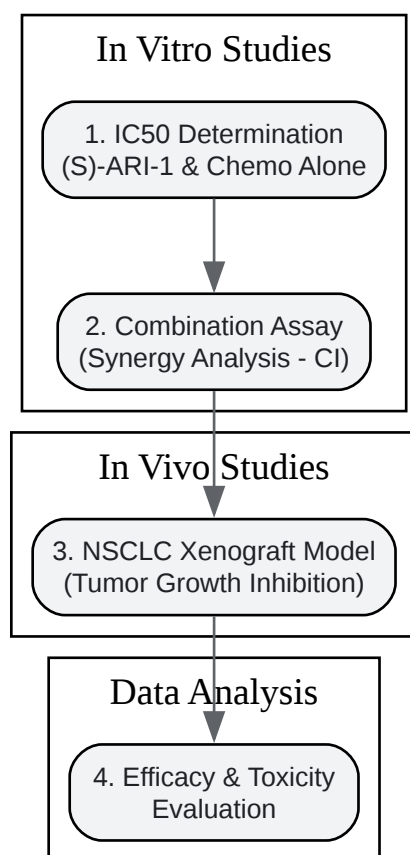 In Vitro Studies
1. IC50 Determination
(S)-ARI-1 & Chemo Alone
2. Combination Assay
(Synergy Analysis - CI)
In Vivo Studies
3. NSCLC Xenograft Model
(Tumor Growth Inhibition)
Data Analysis
4. Efficacy & Toxicity
Evaluation